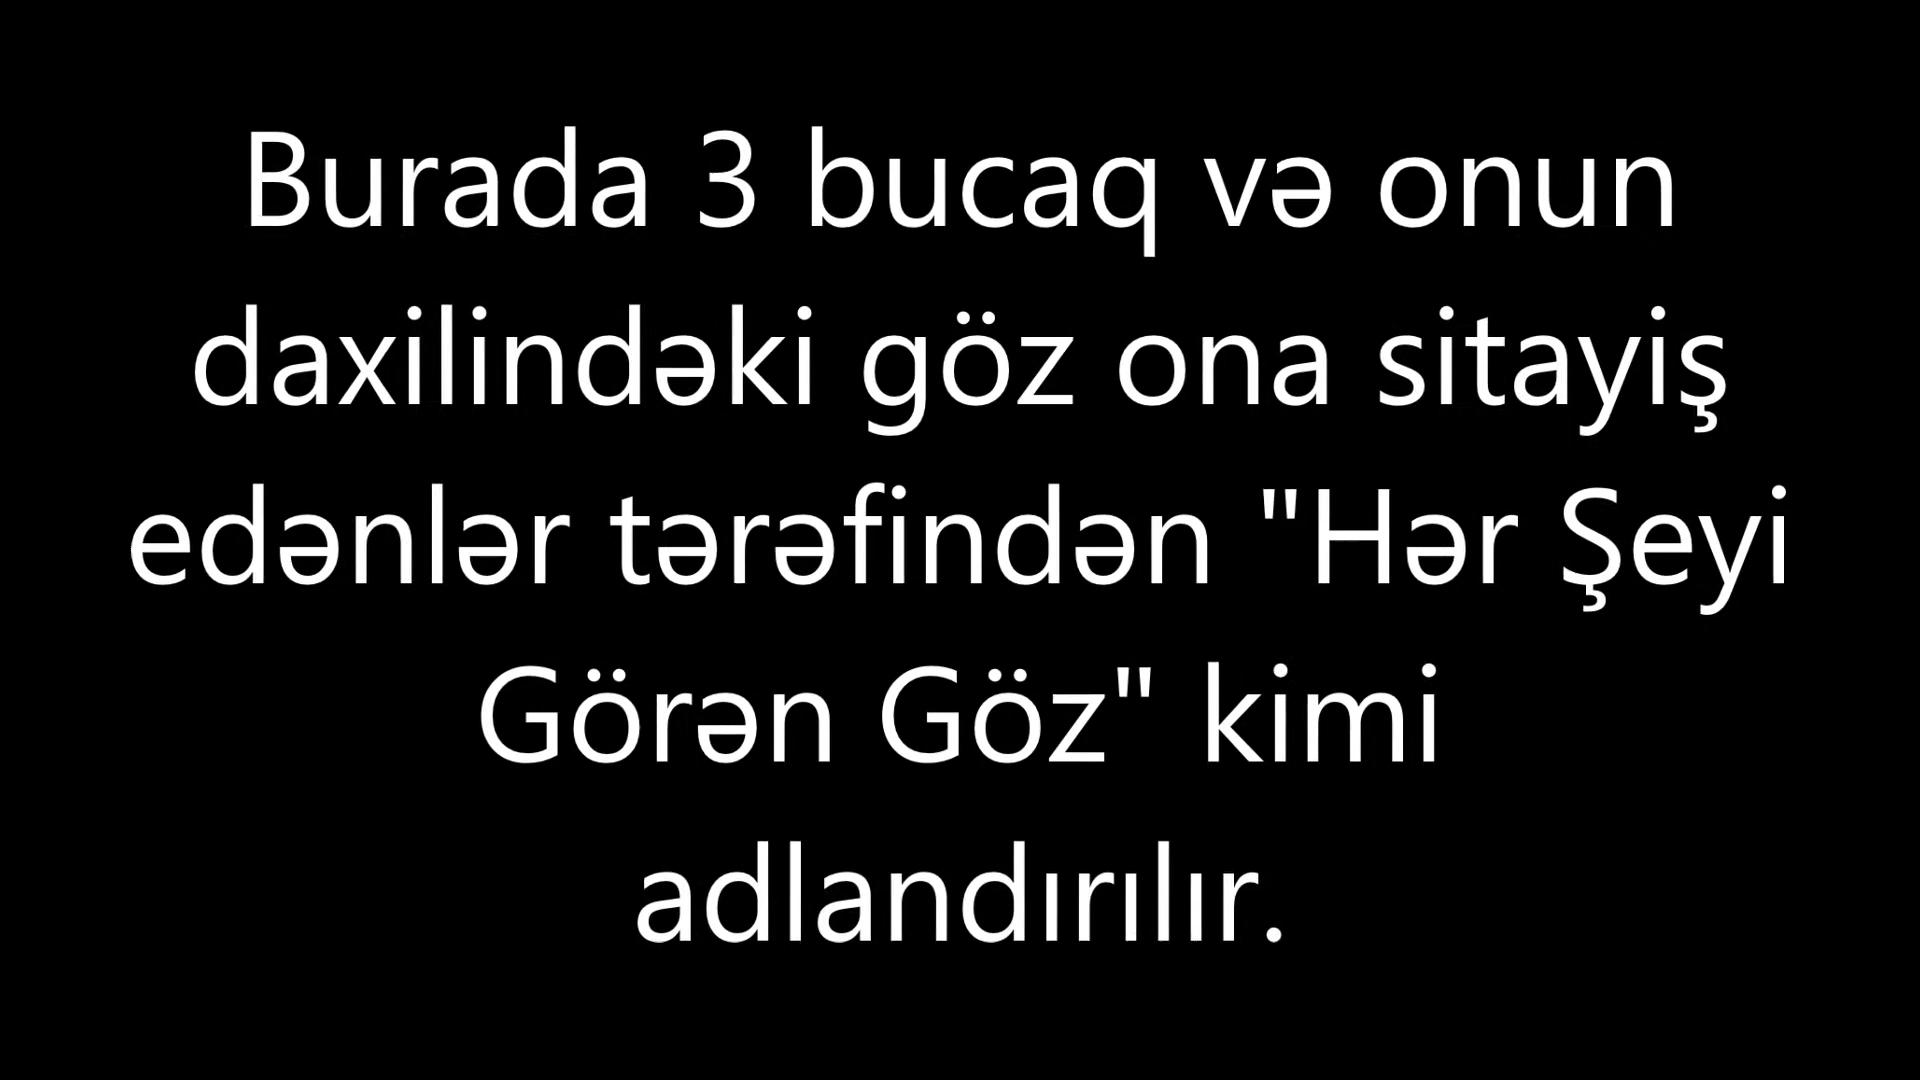 Burada 3 bucaq və onun
daxilindəki göz ona sitayiş
edənlər tərəfindən "Hər Şeyi
Görən Göz" kimi
adlandırılır.